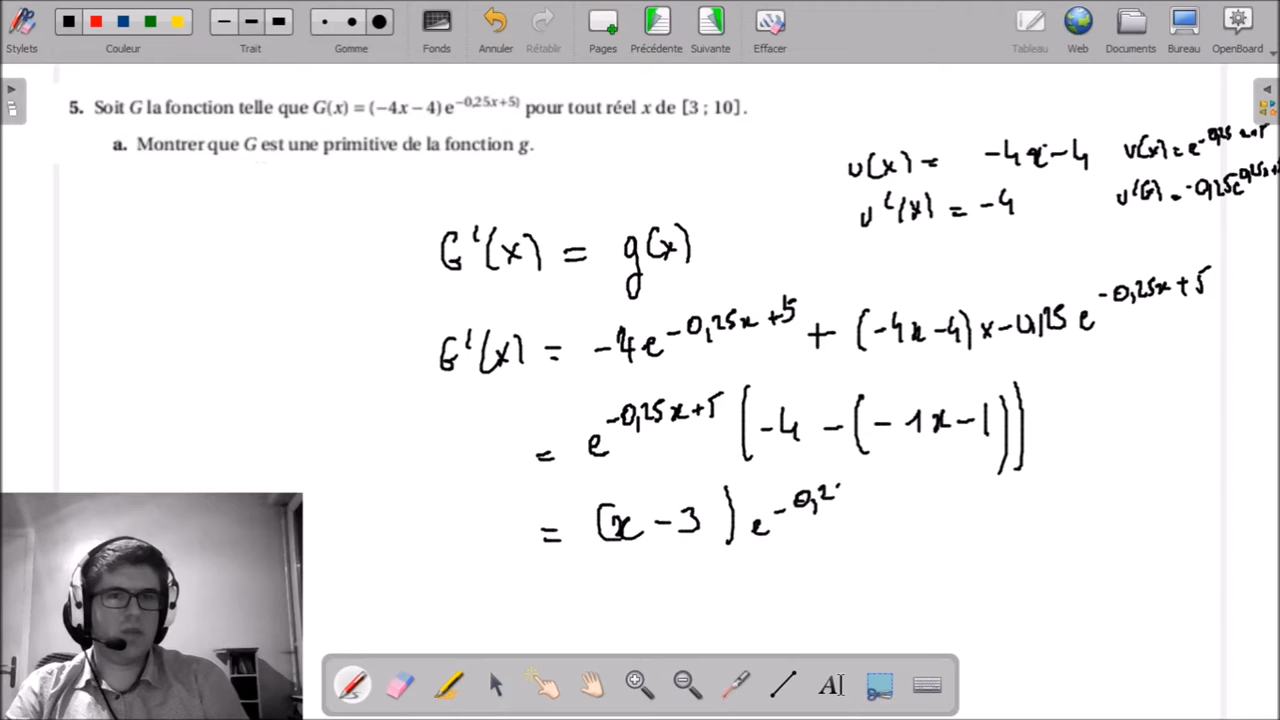 Stylets Couleur Trait Gomme Fonds Annuler Rétablir Pages Précédente Suivante Effacer Tableau Web Documents Bureau OpenBoard
5. Soit G la fonction telle que G(x) = (−4x − 4) e^−0,25x+5) pour tout réel x de [3 ; 10].
a. Montrer que G est une primitive de la fonction g.
u(x) = -4x-4 v(x)=e^-0,25x+5
u'(x) = -4
G'(x) = g(x)
G'(x) = -4e^-0,25x+5 + (-4x-4)x-0,25 e^-0,25x+5
= e^-0,25x+5 (-4 -(-1x-1))
= (x-3) e^-0,2